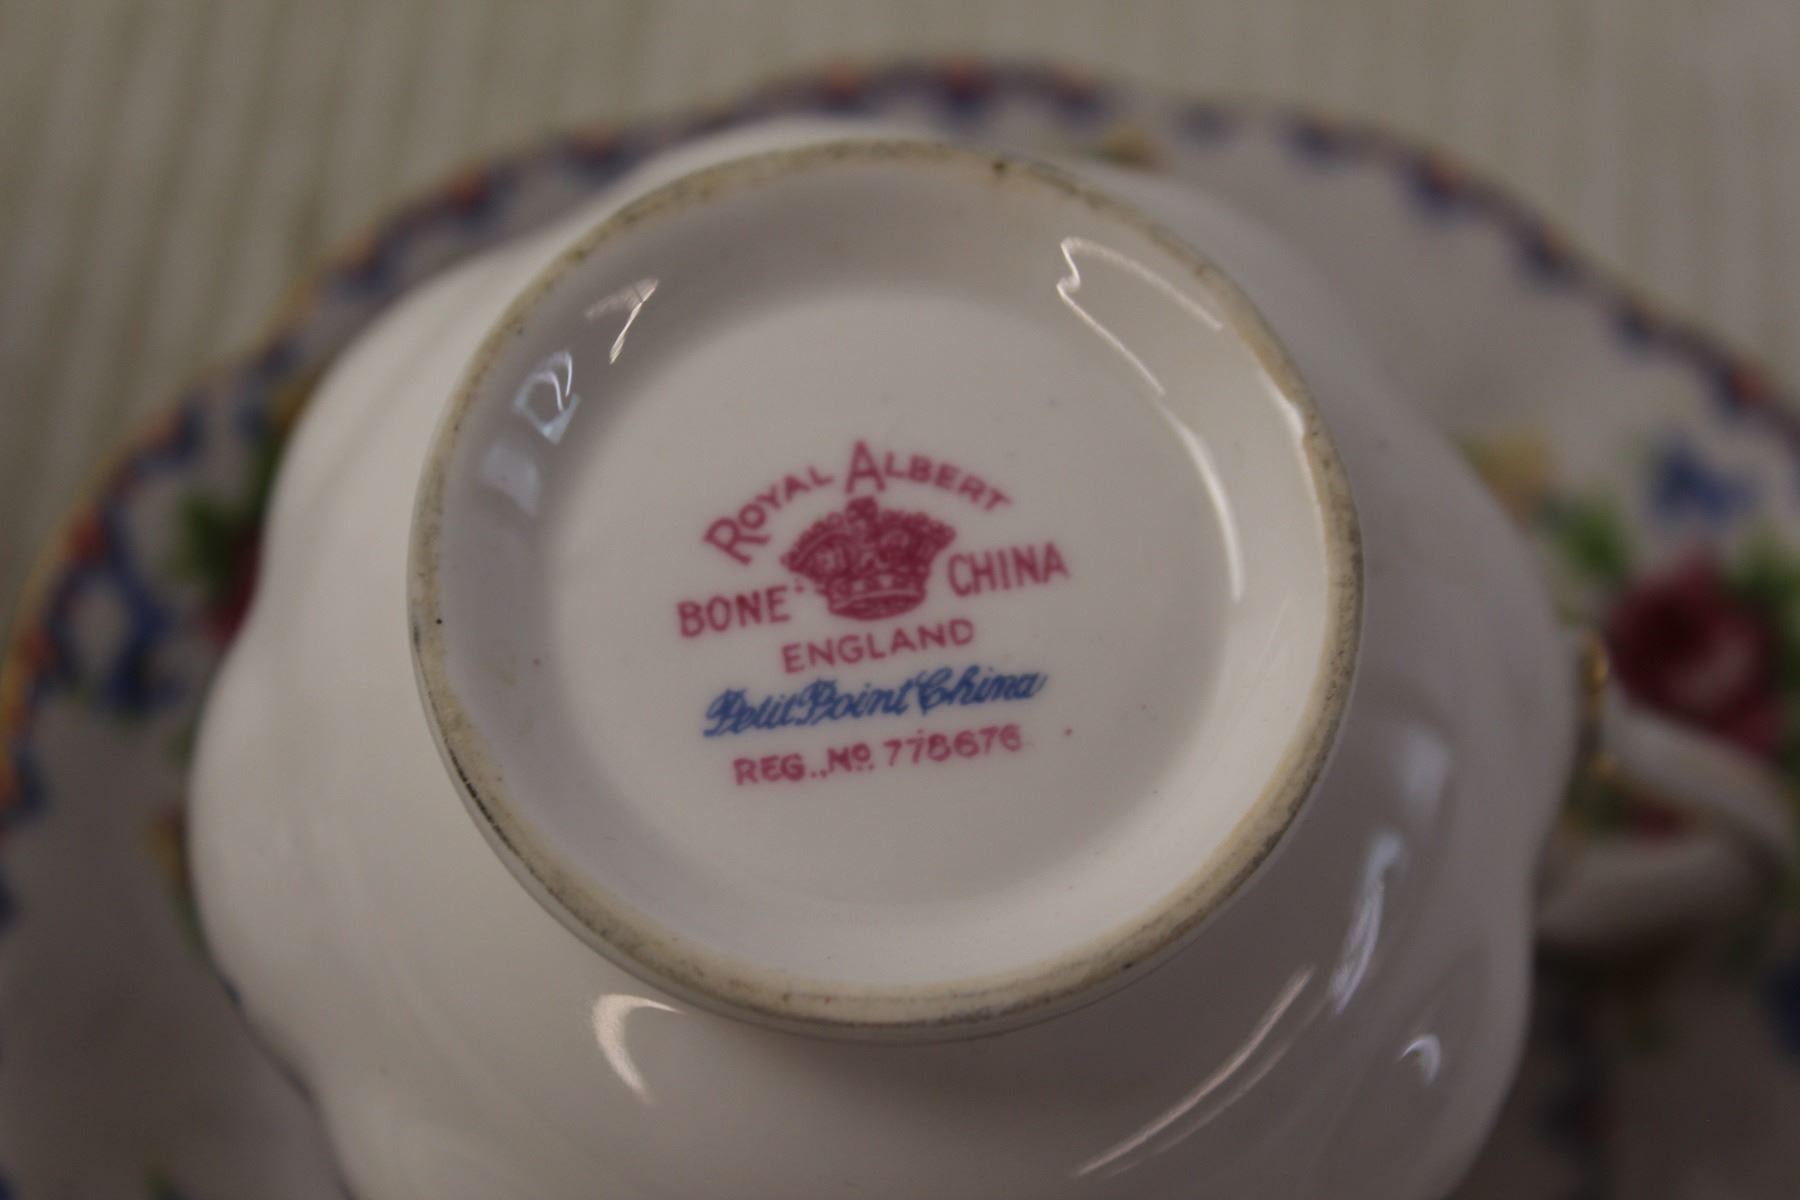 ROYAL ALBERT
BONE CHINA
ENGLAND
Petit Point China
REG., No. 778676